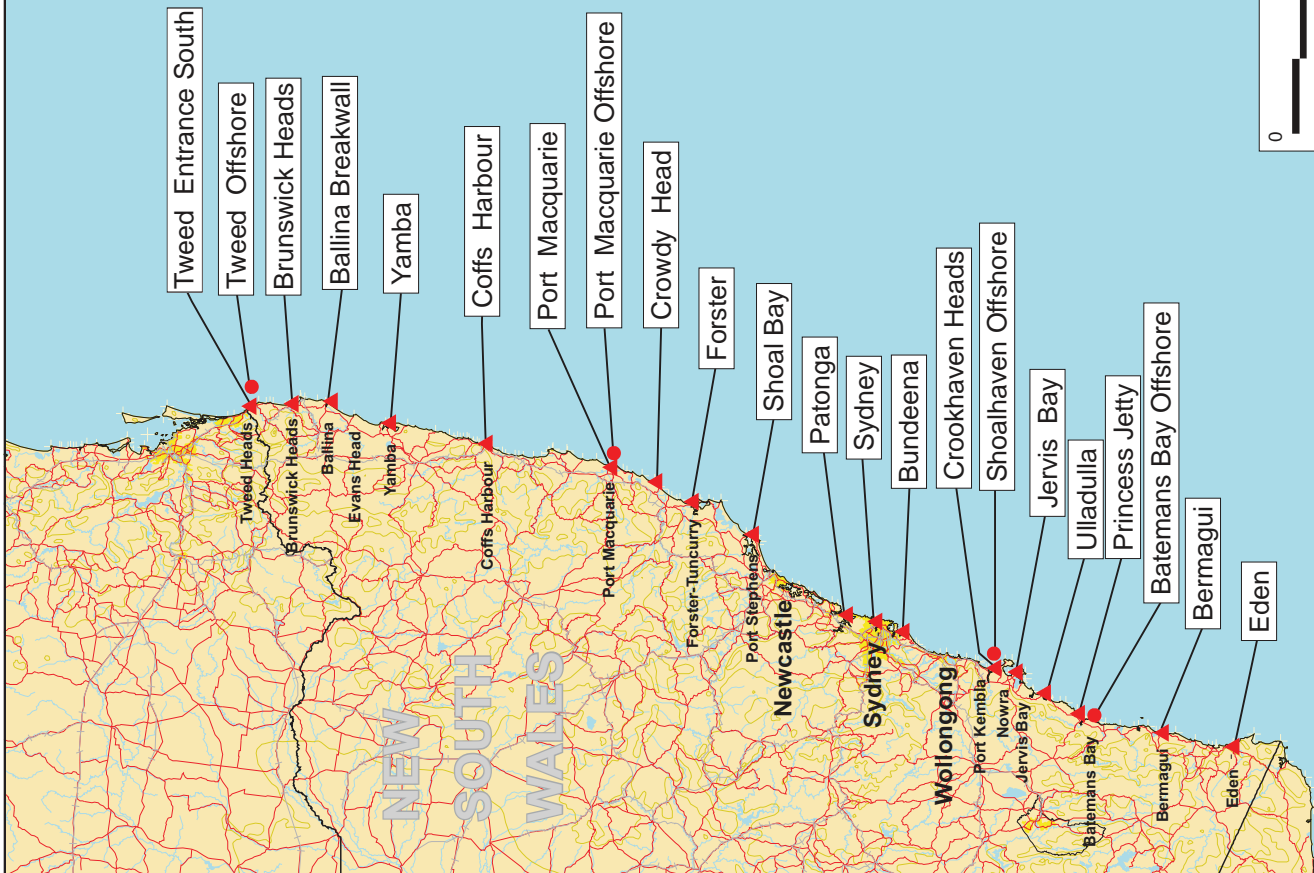 Tweed Entrance South
Tweed Offshore
Brunswick Heads
Ballina Breakwall
Yamba
Coffs Harbour
Port Macquarie
Port Macquarie Offshore
Crowdy Head
Forster
Shoal Bay
Patonga
Sydney
Bundeena
Crookhaven Heads
Shoalhaven Offshore
Jervis Bay
Ulladulla
Princess Jetty
Batemans Bay Offshore
Bermagui
Eden
Tweed Heads
Brunswick Heads
Ballina
Evans Head
Yamba
Coffs Harbour
Port Macquarie
Forster-Tuncurry
Port Stephens
Newcastle
Sydney
Wollongong
Port Kembla
Nowra
Jervis Bay
Batemans Bay
Bermagui
Eden
NEW
SOUTH
WALES
0